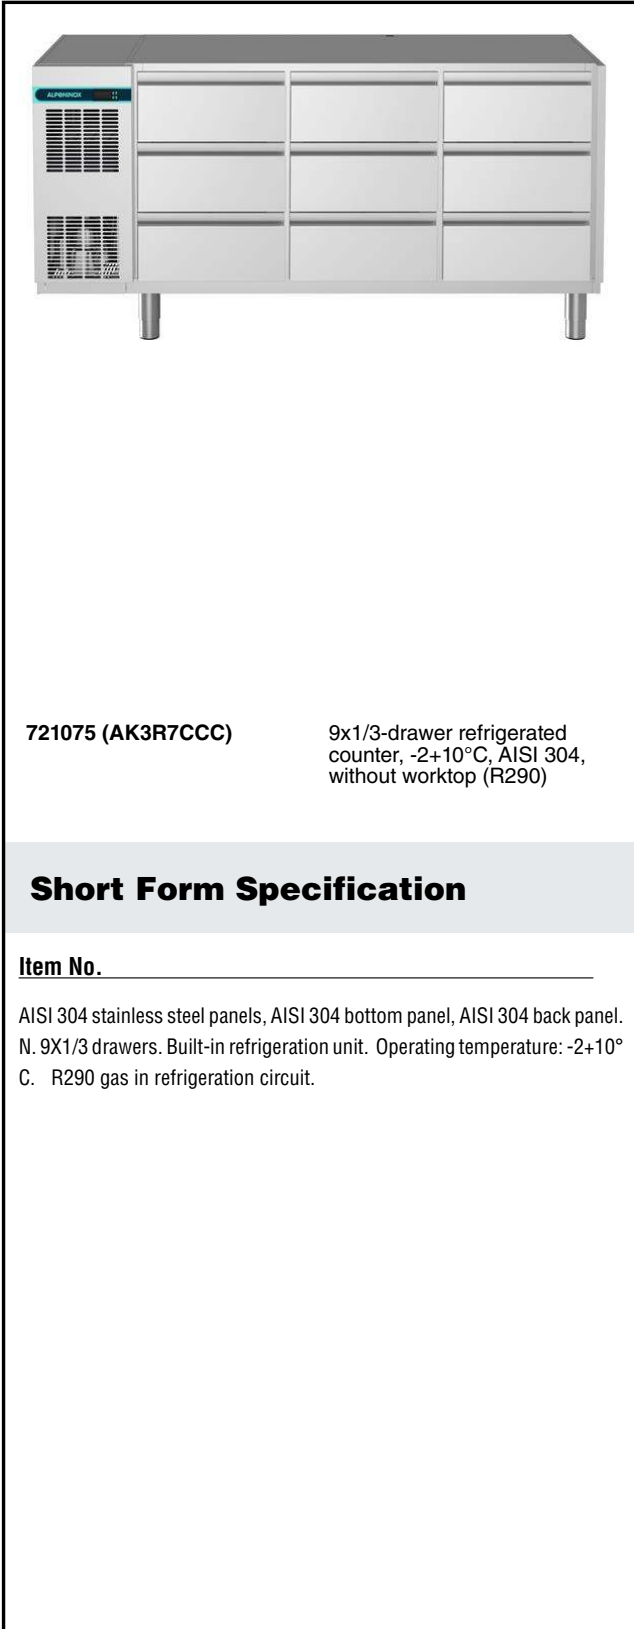 ALPENINOX
721075 (AK3R7CCC)
9x1/3-drawer refrigerated
counter, -2+10°C, AISI 304,
without worktop (R290)
Short Form Specification
Item No.
AISI 304 stainless steel panels, AISI 304 bottom panel, AISI 304 back panel.
N. 9X1/3 drawers. Built-in refrigeration unit. Operating temperature: -2+10°
C. R290 gas in refrigeration circuit.